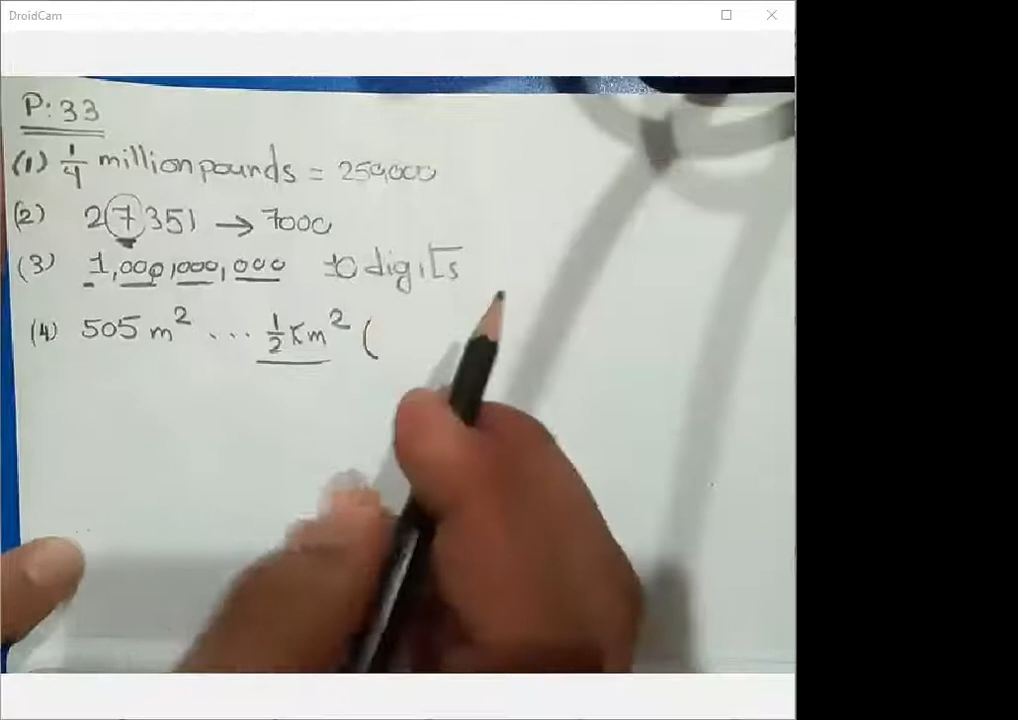 DroidCam
P: 33
(1) 1/4 million pounds = 250,000
(2) 27351 → 7000
(3) 1,000,000,000 10 digits
(4) 505 m² ... 1/2 Km² (